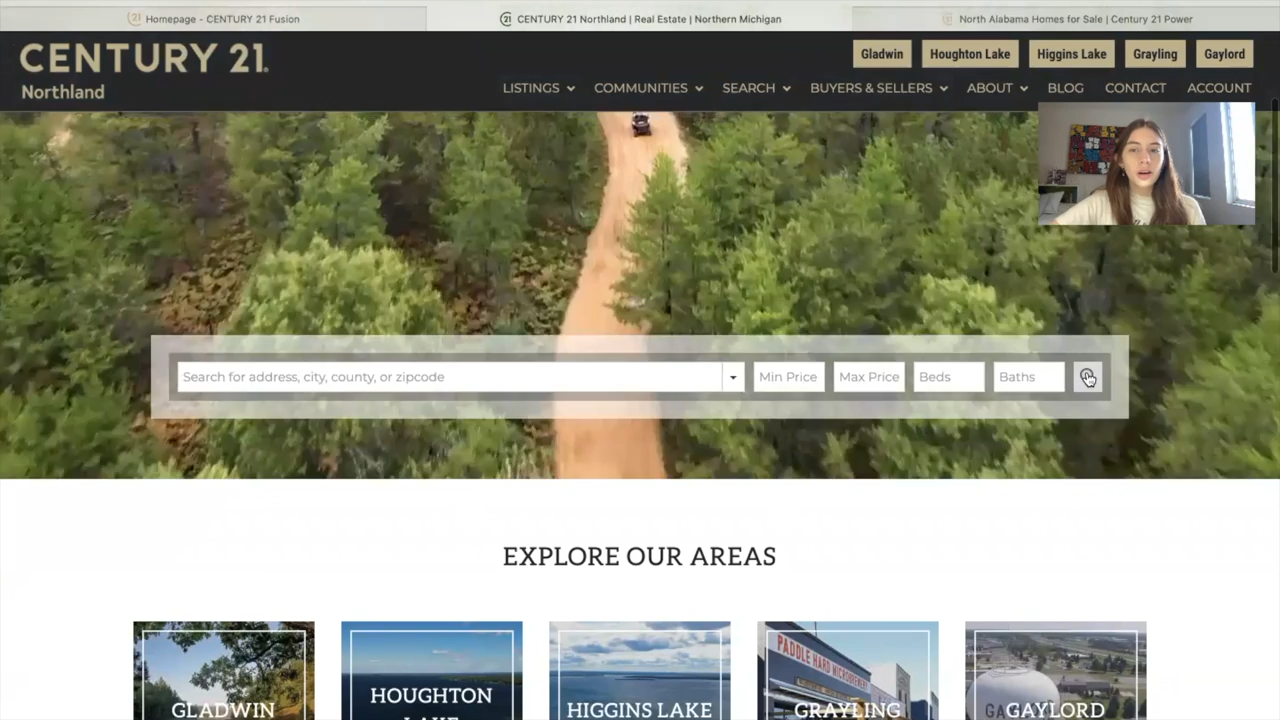 Homepage - CENTURY 21 Fusion
CENTURY 21 Northland | Real Estate | Northern Michigan
North Alabama Homes for Sale | Century 21 Power
CENTURY 21.
Northland
Gladwin
Houghton Lake
Higgins Lake
Grayling
Gaylord
LISTINGS
COMMUNITIES
SEARCH
BUYERS & SELLERS
ABOUT
BLOG
CONTACT
ACCOUNT
Search for address, city, county, or zipcode
Min Price
Max Price
Beds
Baths
EXPLORE OUR AREAS
GLADWIN
HOUGHTON
LAKE
HIGGINS LAKE
PADDLE HARD MICROBREWERY
GRAYLING
GAYLORD